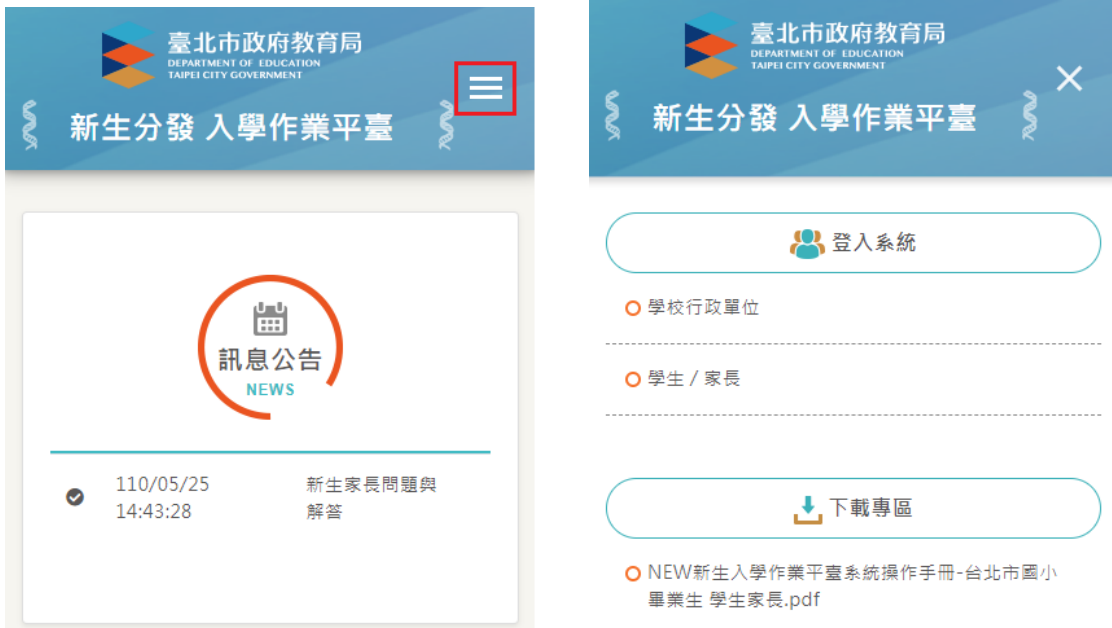 臺北市政府教育局
DEPARTMENT OF EDUCATION
TAIPEI CITY GOVERNMENT
新生分發 入學作業平臺
訊息公告
NEWS
110/05/25
14:43:28
新生家長問題與
解答
臺北市政府教育局
DEPARTMENT OF EDUCATION
TAIPEI CITY GOVERNMENT
新生分發 入學作業平臺
登入系統
學校行政單位
學生 / 家長
下載專區
NEW新生入學作業平臺系統操作手冊-台北市國小
畢業生 學生家長.pdf